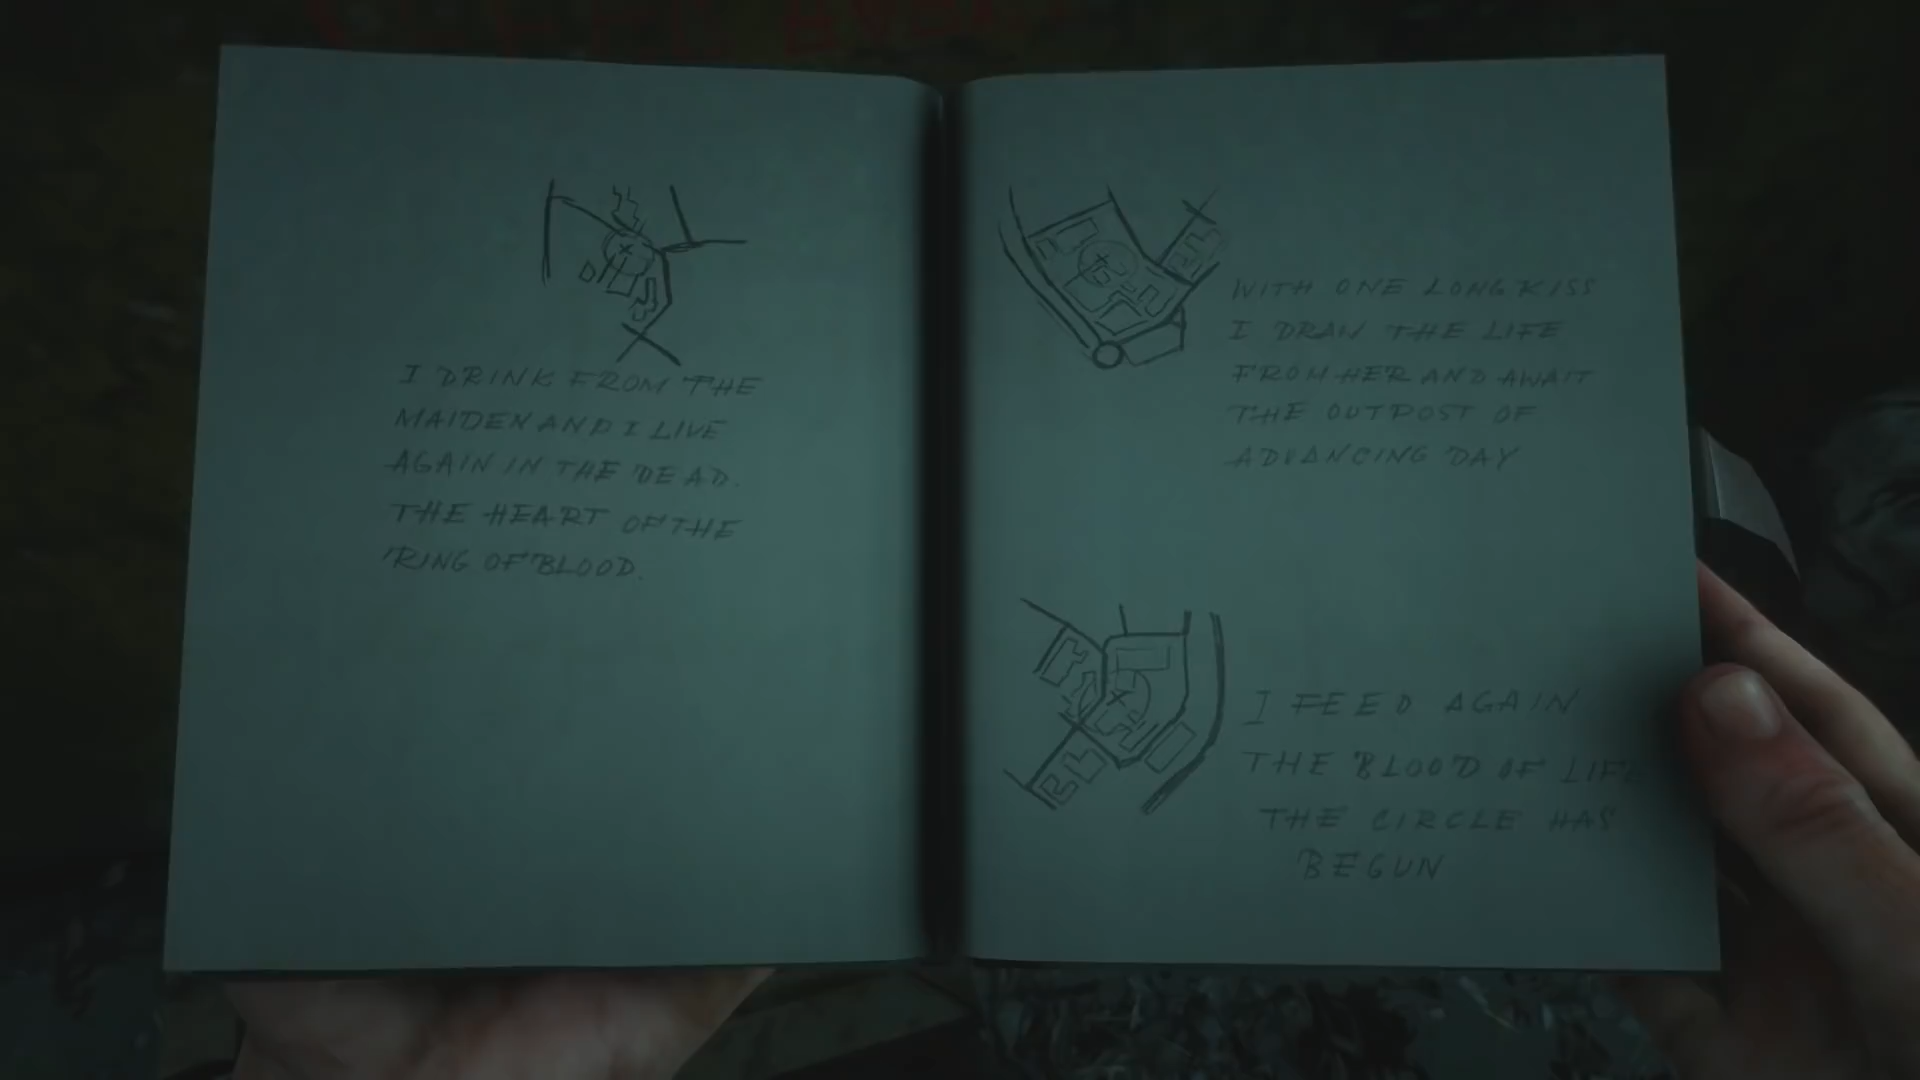 I DRINK FROM THE
MAIDEN AND I LIVE
AGAIN IN THE DEAD.
THE HEART OF THE
RING OF BLOOD.
WITH ONE LONG KISS
I DRAW THE LIFE
FROM HER AND AWAIT
THE OUTPOST OF
ADVANCING DAY
I FEED AGAIN
THE BLOOD OF LIFE
THE CIRCLE HAS
BEGUN